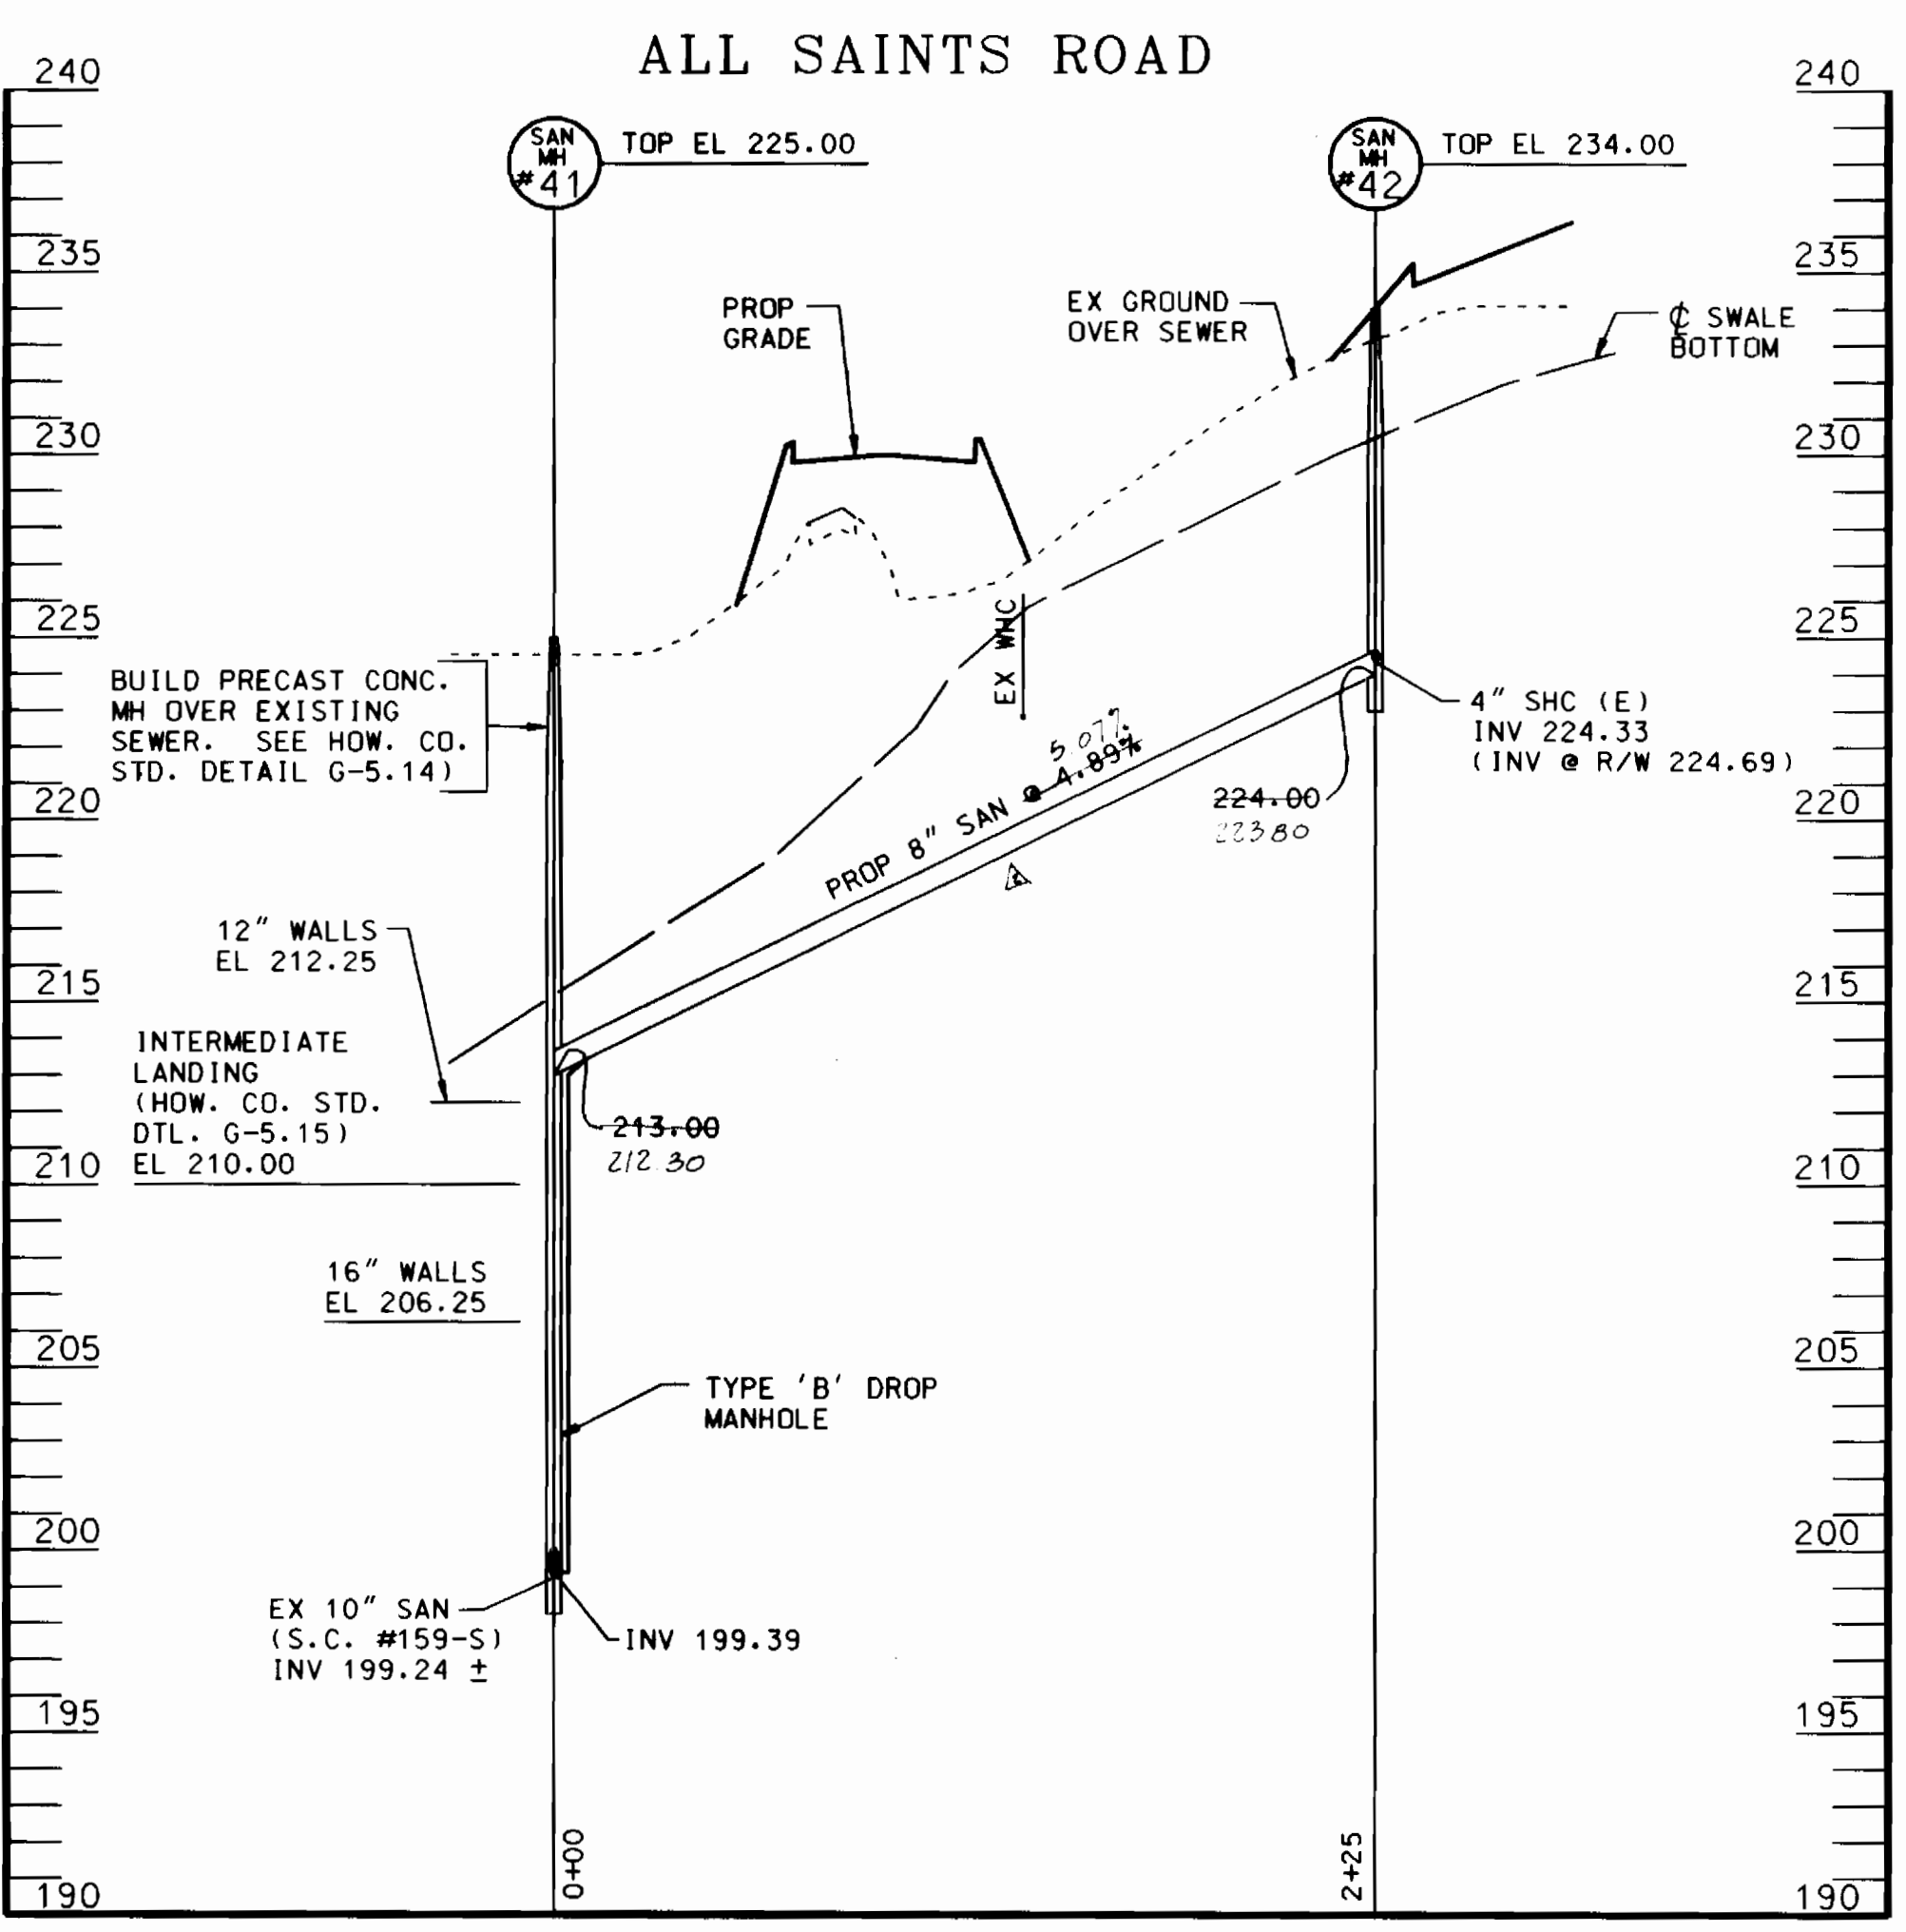 ALL SAINTS ROAD
240
235
230
225
220
215
210
205
200
195
190
240
235
230
225
220
215
210
205
200
195
190
SAN
MH
#41
TOP EL 225.00
SAN
MH
#42
TOP EL 234.00
PROP
GRADE
EX GROUND
OVER SEWER
℄ SWALE
BOTTOM
BUILD PRECAST CONC.
MH OVER EXISTING
SEWER. SEE HOW. CO.
STD. DETAIL G-5.14)
EX WHC
4" SHC (E)
INV 224.33
(INV @ R/W 224.69)
5.07%
PROP 8" SAN @ 4.89%
224.00
223.80
12" WALLS
EL 212.25
INTERMEDIATE
LANDING
(HOW. CO. STD.
DTL. G-5.15)
EL 210.00
213.00
212.30
16" WALLS
EL 206.25
TYPE 'B' DROP
MANHOLE
EX 10" SAN
(S.C. #159-S)
INV 199.24 ±
INV 199.39
0+00
2+25